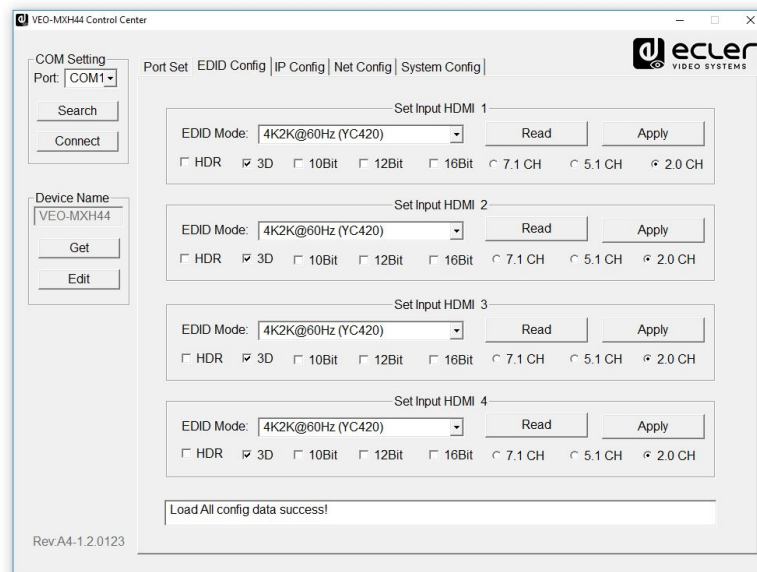 VEO-MXH44 Control Center
ecler
VIDEO SYSTEMS
COM Setting
Port: COM1
Search
Connect
Device Name
VEO-MXH44
Get
Edit
Port Set EDID Config IP Config Net Config System Config
Set Input HDMI 1
EDID Mode: 4K2K@60Hz (YC420) Read Apply
HDR 3D 10Bit 12Bit 16Bit 7.1 CH 5.1 CH 2.0 CH
Set Input HDMI 2
EDID Mode: 4K2K@60Hz (YC420) Read Apply
HDR 3D 10Bit 12Bit 16Bit 7.1 CH 5.1 CH 2.0 CH
Set Input HDMI 3
EDID Mode: 4K2K@60Hz (YC420) Read Apply
HDR 3D 10Bit 12Bit 16Bit 7.1 CH 5.1 CH 2.0 CH
Set Input HDMI 4
EDID Mode: 4K2K@60Hz (YC420) Read Apply
HDR 3D 10Bit 12Bit 16Bit 7.1 CH 5.1 CH 2.0 CH
Load All config data success!
Rev:A4-1.2.0123